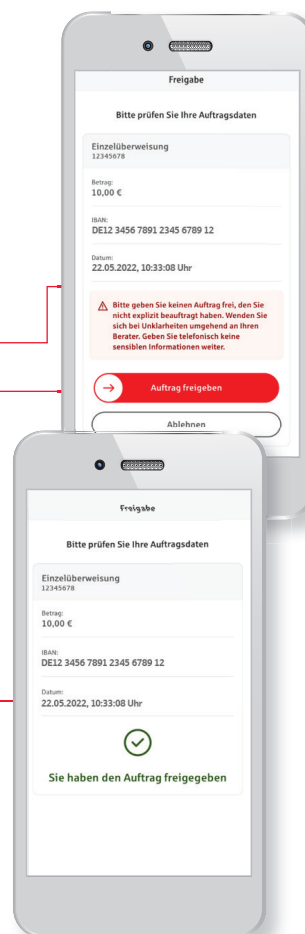 Freigabe
Bitte prüfen Sie Ihre Auftragsdaten
Einzelüberweisung
12345678
Betrag:
10,00 €
IBAN:
DE12 3456 7891 2345 6789 12
Datum:
22.05.2022, 10:33:08 Uhr
Bitte geben Sie keinen Auftrag frei, den Sie
nicht explizit beauftragt haben. Wenden Sie
sich bei Unklarheiten umgehend an Ihren
Berater. Geben Sie telefonisch keine
sensiblen Informationen weiter.
Auftrag freigeben
Ablehnen
Freigabe
Bitte prüfen Sie Ihre Auftragsdaten
Einzelüberweisung
12345678
Betrag:
10,00 €
IBAN:
DE12 3456 7891 2345 6789 12
Datum:
22.05.2022, 10:33:08 Uhr
Sie haben den Auftrag freigegeben